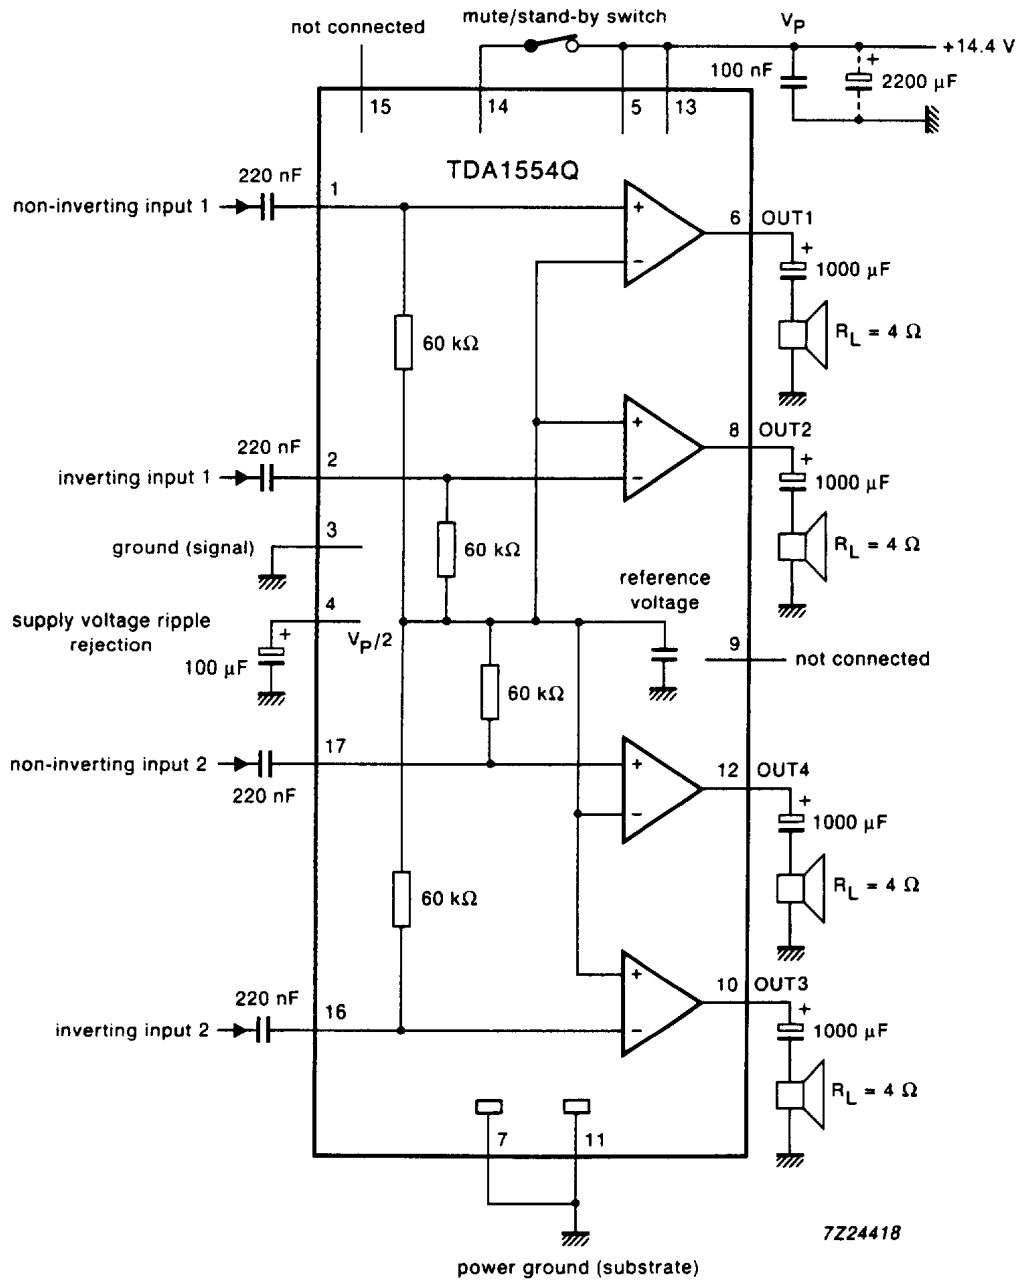 mute/stand-by switch
not connected
V_P
+14.4 V
100 nF
+
2200 µF
15
14
5
13
TDA1554Q
220 nF
1
non-inverting input 1
+
−
6
OUT1
+
1000 µF
R_L = 4 Ω
60 kΩ
220 nF
2
inverting input 1
+
−
8
OUT2
+
1000 µF
R_L = 4 Ω
3
ground (signal)
60 kΩ
4
supply voltage ripple
rejection
+
100 µF
V_P/2
reference
voltage
9
not connected
60 kΩ
17
non-inverting input 2
220 nF
+
−
12
OUT4
+
1000 µF
R_L = 4 Ω
60 kΩ
220 nF
16
inverting input 2
+
−
10
OUT3
+
1000 µF
R_L = 4 Ω
7
11
power ground (substrate)
7Z24418